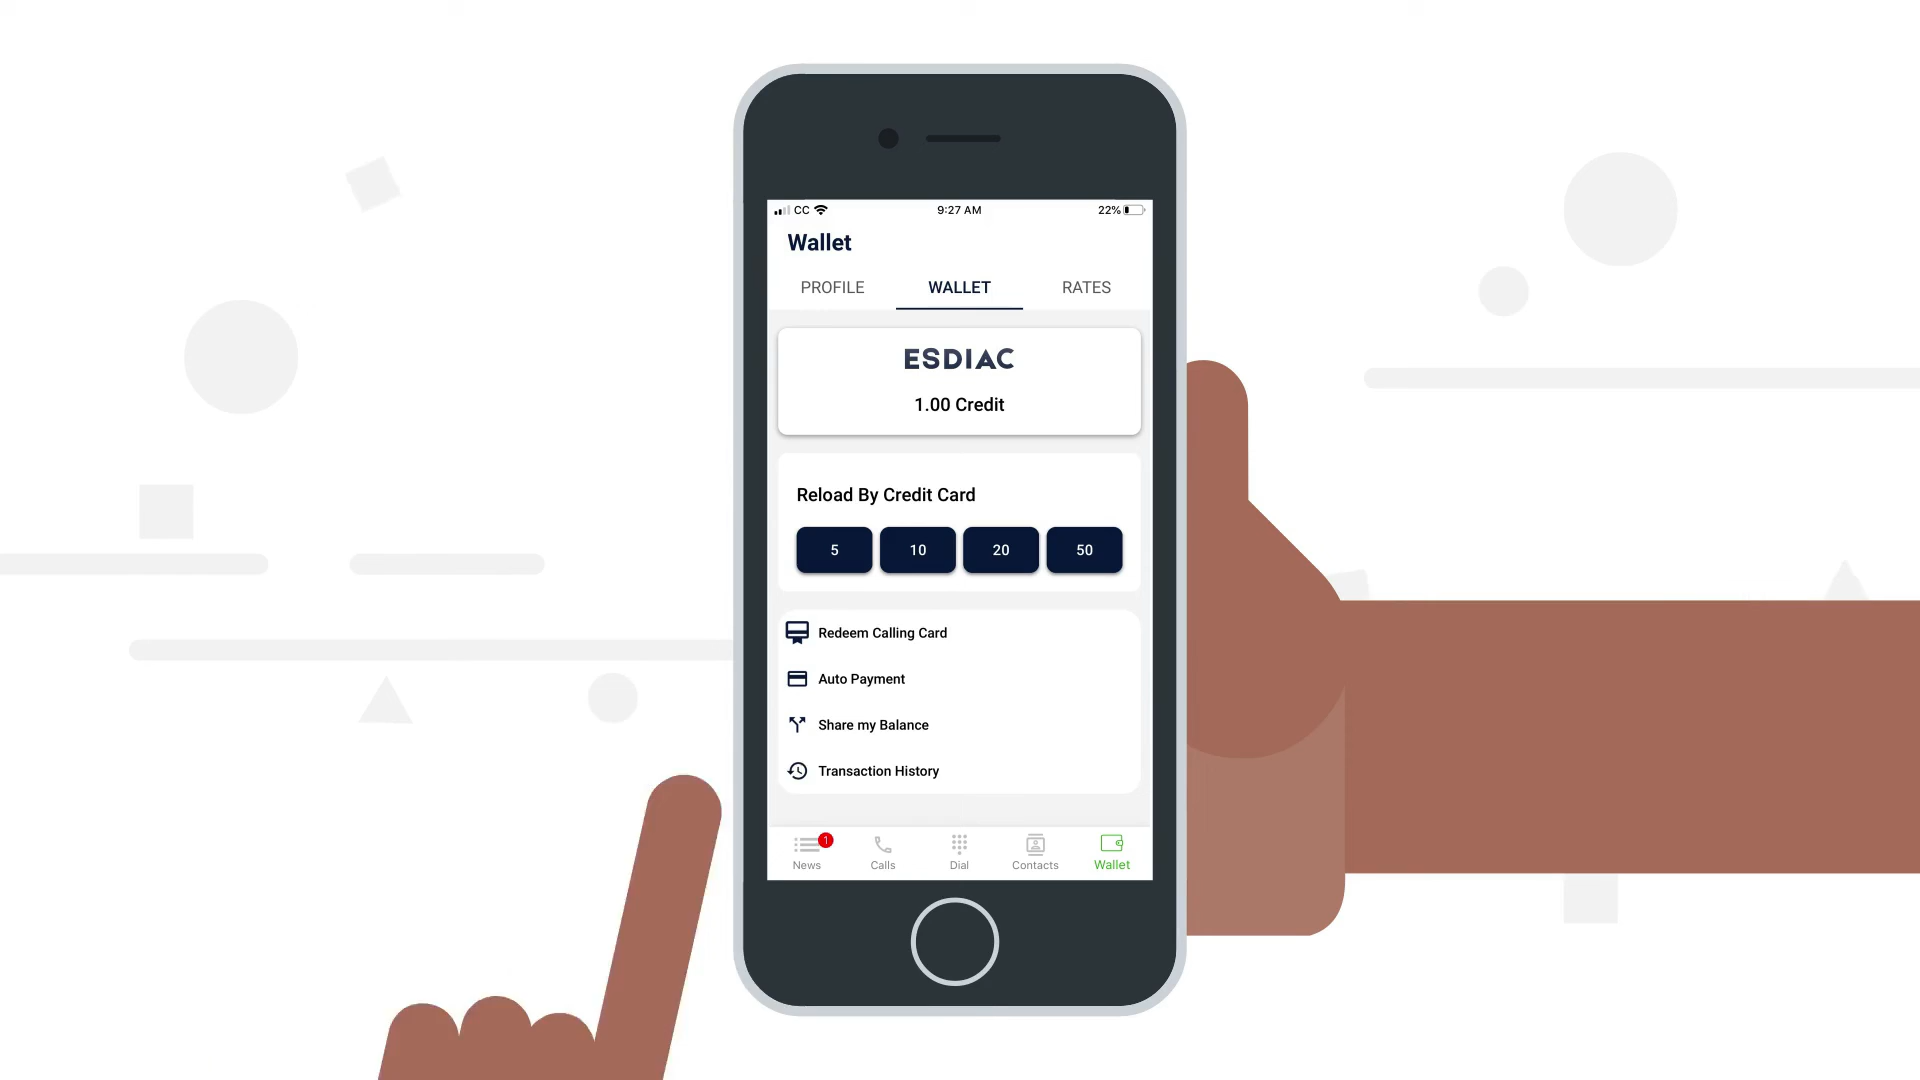 CC 9:27 AM 22%
Wallet
PROFILE WALLET RATES
ESDIAC
1.00 Credit
Reload By Credit Card
5 10 20 50
Redeem Calling Card
Auto Payment
Share my Balance
Transaction History
1
News Calls Dial Contacts Wallet